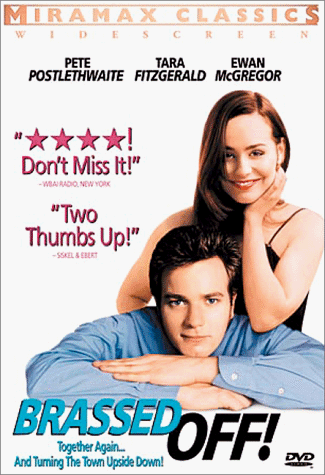 MIRAMAX CLASSICS
WIDESCREEN
PETE TARA EWAN
POSTLETHWAITE FITZGERALD McGREGOR
"★★★★!
Don't Miss It!"
– WBAI RADIO, NEW YORK
"Two
Thumbs Up!"
– SISKEL & EBERT
BRASSED
OFF!
Together Again...
And Turning The Town Upside Down!
DVD